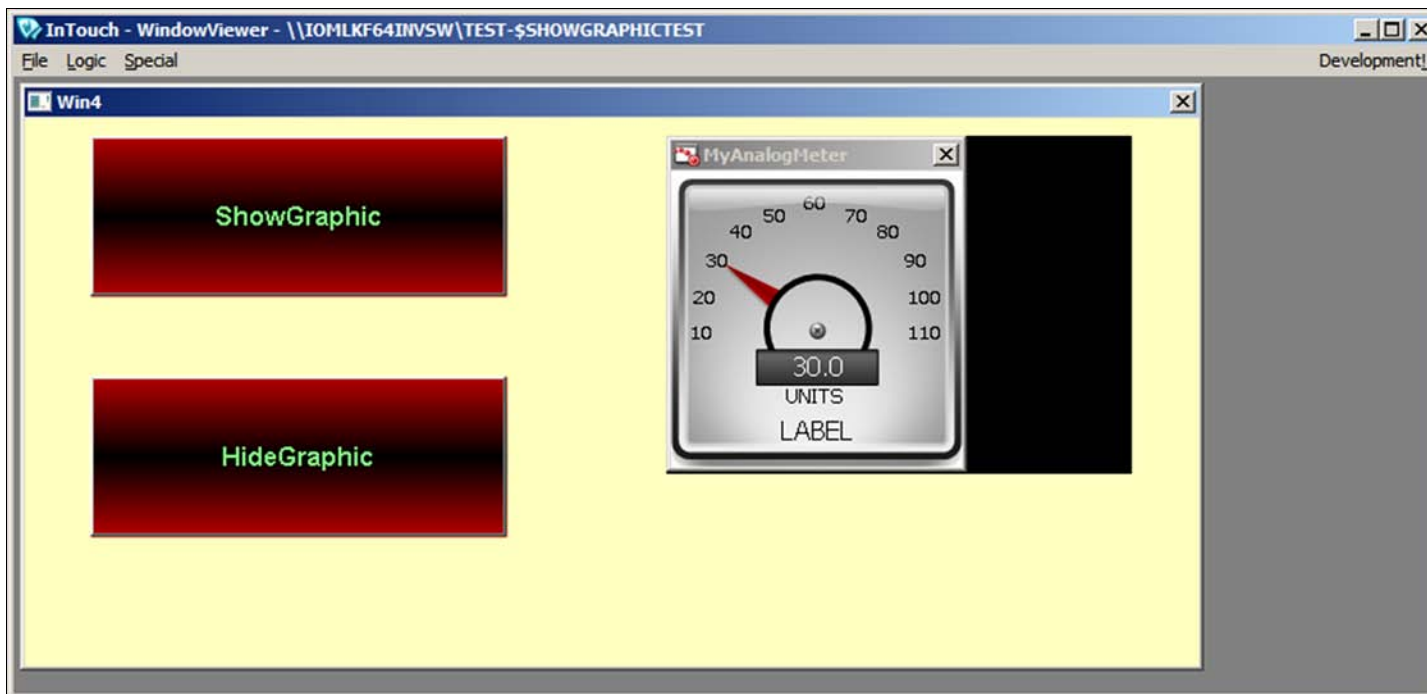 InTouch - WindowViewer - \\IOMLKF64INVSW\TEST-$SHOWGRAPHICTEST
File Logic Special Development!
Win4
ShowGraphic
HideGraphic
MyAnalogMeter
10
20
30
40
50
60
70
80
90
100
110
30.0
UNITS
LABEL